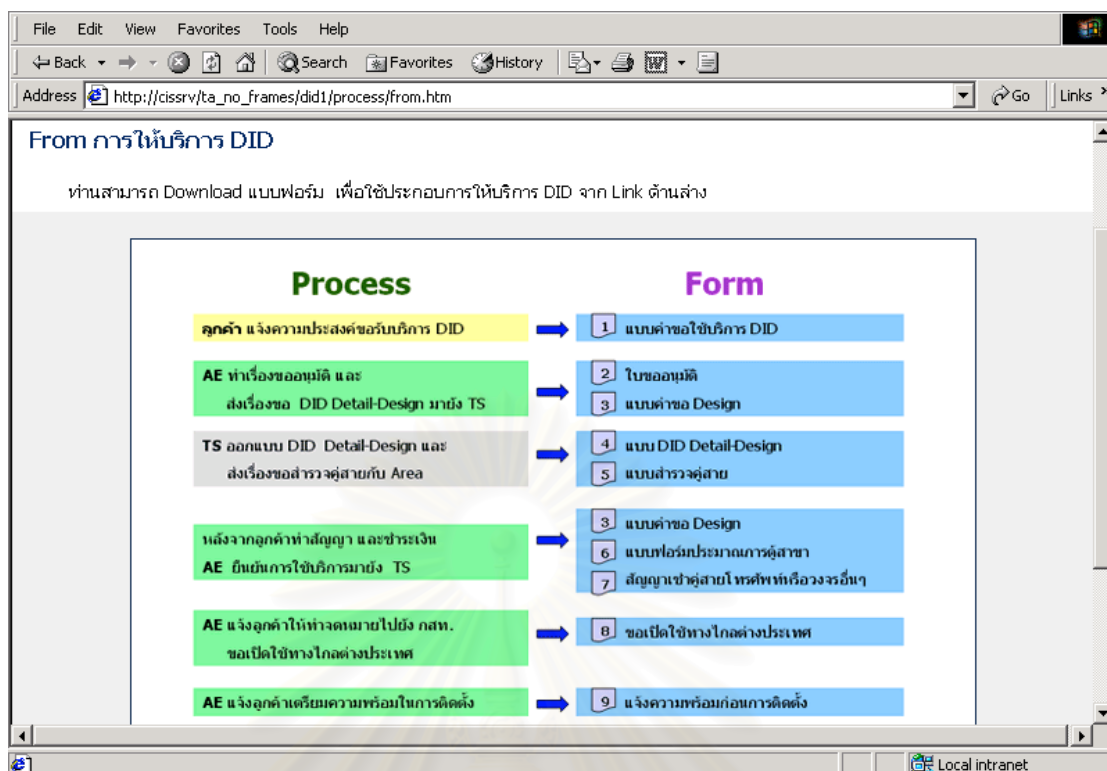 File Edit View Favorites Tools Help
Back Search Favorites History
Address http://cissrv/ta_no_frames/did1/process/from.htm Go Links
From การให้บริการ DID
ท่านสามารถ Download แบบฟอร์ม เพื่อใช้ประกอบการให้บริการ DID จาก Link ด้านล่าง
Process Form
ลูกค้า แจ้งความประสงค์ขอรับบริการ DID 1 แบบคำขอใช้บริการ DID
AE ทำเรื่องขออนุมัติ และ 2 ใบขออนุมัติ
ส่งเรื่องขอ DID Detail-Design มายัง TS 3 แบบคำขอ Design
TS ออกแบบ DID Detail-Design และ 4 แบบ DID Detail-Design
ส่งเรื่องขอสำรวจคู่สายกับ Area 5 แบบสำรวจคู่สาย
3 แบบคำขอ Design
หลังจากลูกค้าทำสัญญา และชำระเงิน 6 แบบฟอร์มประมาณการตู้สาขา
AE ยืนยันการใช้บริการมายัง TS 7 สัญญาเช่าคู่สายโทรศัพท์หรือวงจรอื่นๆ
AE แจ้งลูกค้าให้ทำจดหมายไปยัง กสท. 8 ขอเปิดใช้ทางไกลต่างประเทศ
ขอเปิดใช้ทางไกลต่างประเทศ
AE แจ้งลูกค้าเตรียมความพร้อมในการติดตั้ง 9 แจ้งความพร้อมก่อนการติดตั้ง
Local intranet